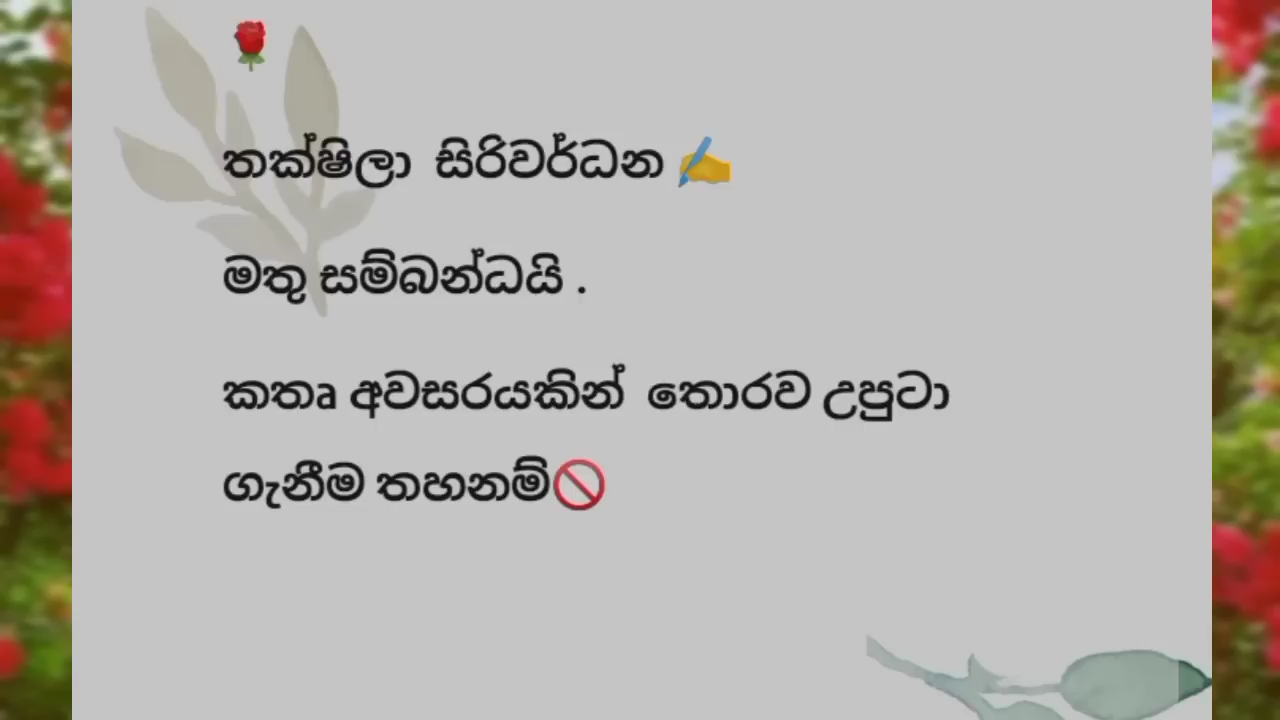 🌹
තක්ෂිලා සිරිවර්ධන ✍️
මතු සම්බන්ධයි .
කතෘ අවසරයකින් තොරව උපුටා
ගැනීම තහනම්🚫